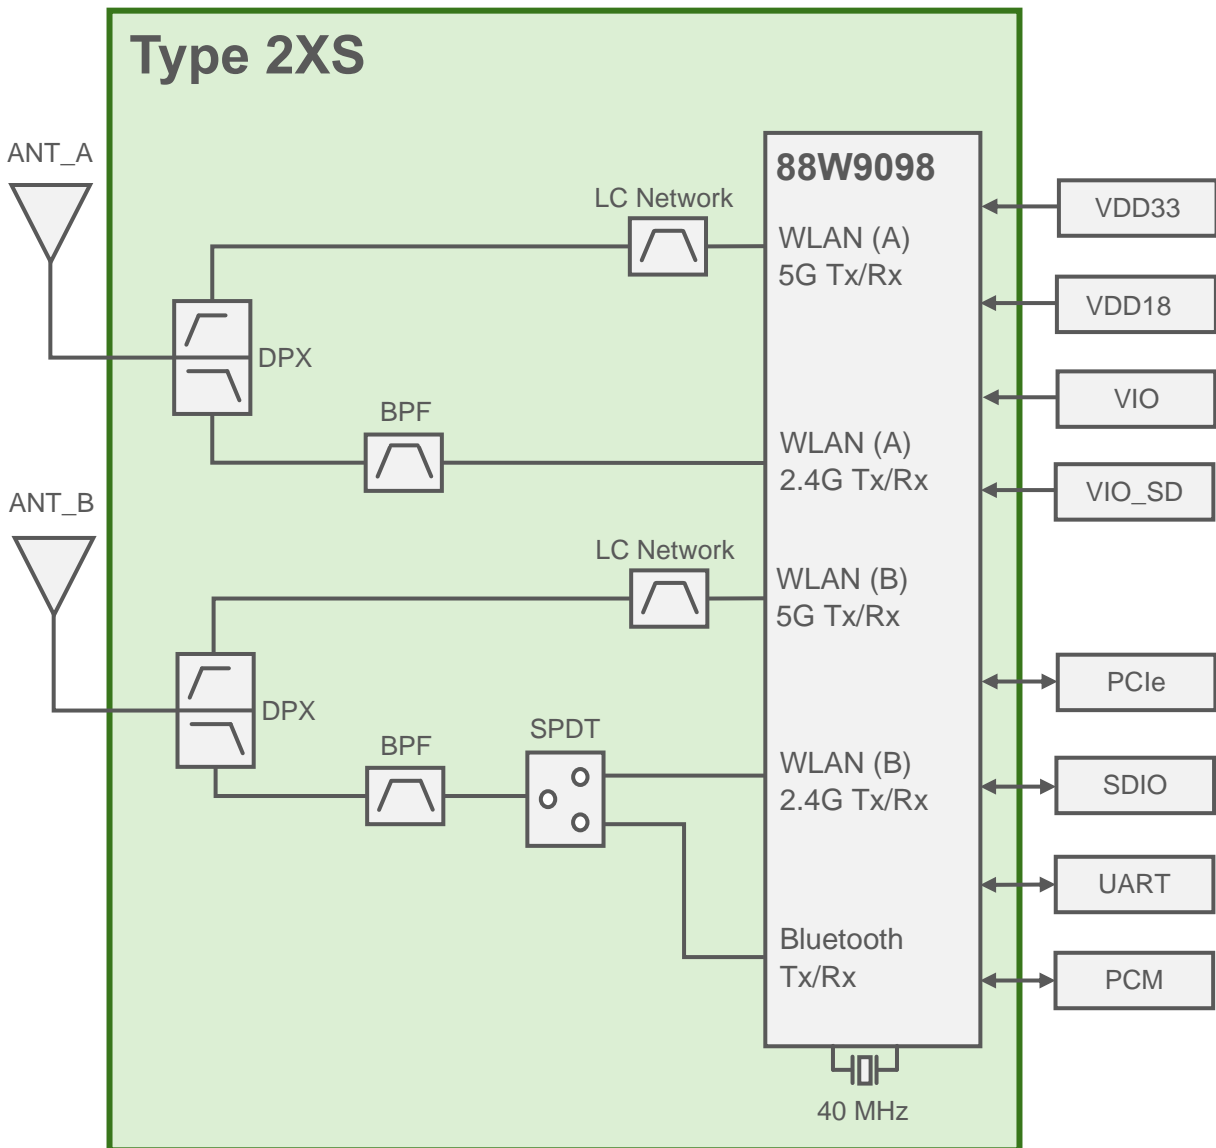 Type 2XS
ANT_A
88W9098
LC Network
VDD33
WLAN (A)
5G Tx/Rx
VDD18
DPX
VIO
BPF
WLAN (A)
2.4G Tx/Rx
VIO_SD
ANT_B
LC Network
WLAN (B)
5G Tx/Rx
PCIe
DPX
SPDT
BPF
WLAN (B)
2.4G Tx/Rx
SDIO
UART
Bluetooth
Tx/Rx
PCM
40 MHz